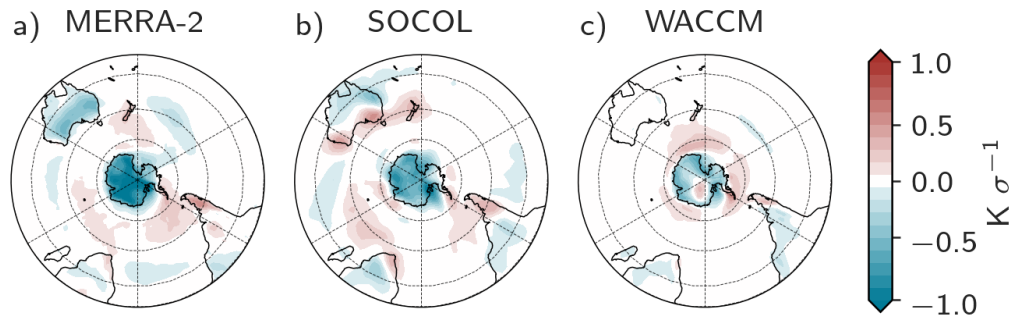 a) MERRA-2
b) SOCOL
c) WACCM
1.0
0.5
0.0
−0.5
−1.0
K σ⁻¹